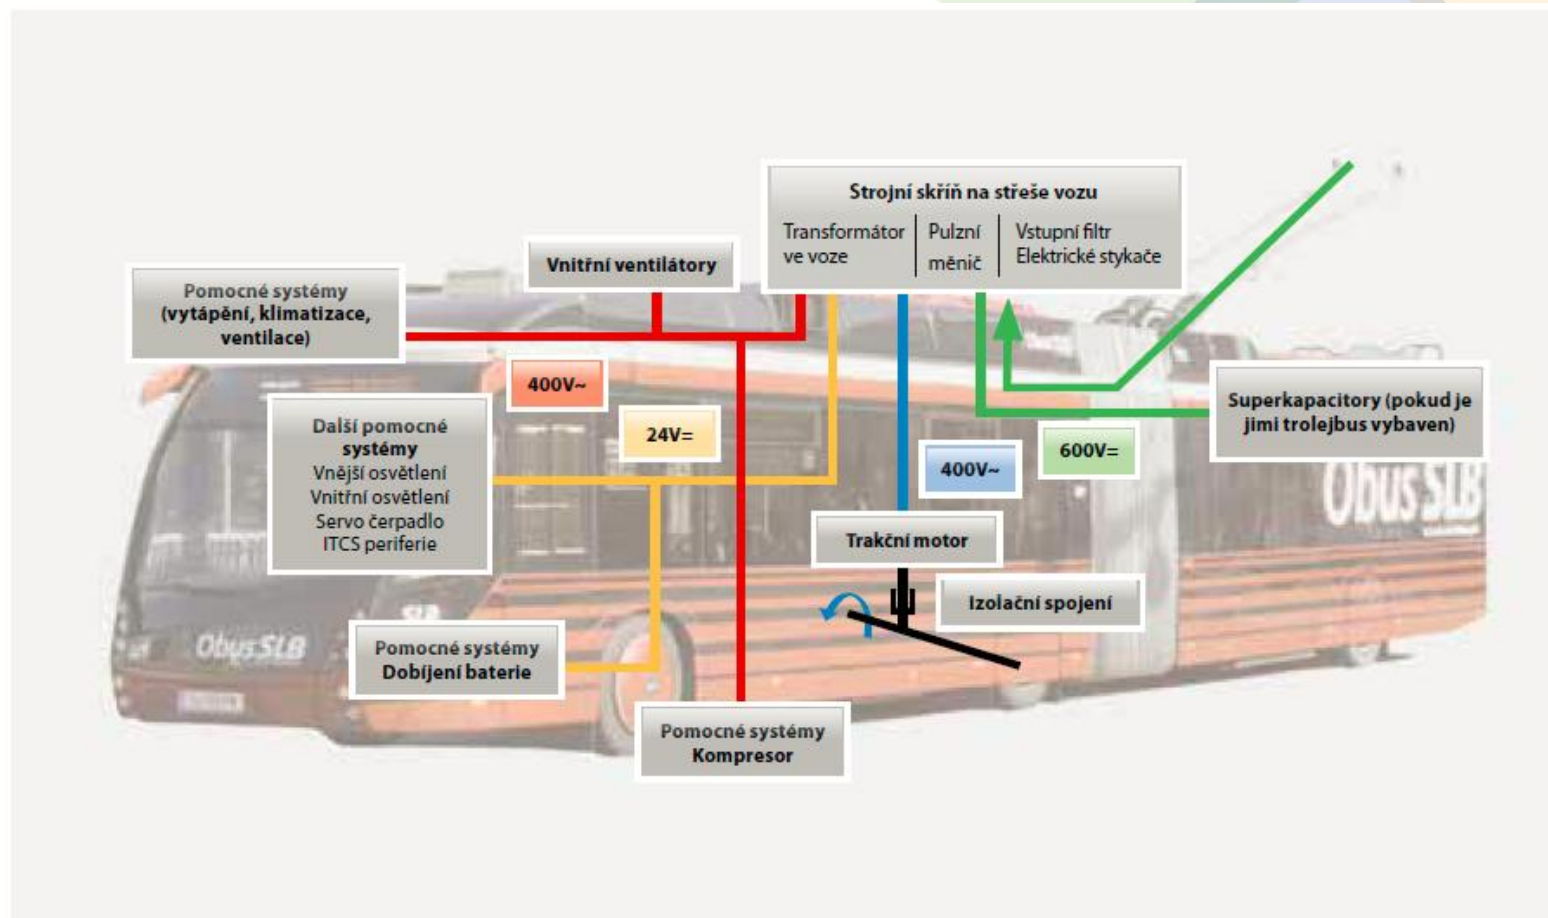 Strojní skříň na střeše vozu
Transformátor
ve voze
Pulzní
měnič
Vstupní filtr
Elektrické stykače
Vnitřní ventilátory
Pomocné systémy
(vytápění, klimatizace,
ventilace)
400V~
24V=
400V~
600V=
Superkapacitory (pokud je
jimi trolejbus vybaven)
Další pomocné
systémy
Vnější osvětlení
Vnitřní osvětlení
Servo čerpadlo
ITCS periferie
Obus SLB
Trakční motor
Izolační spojení
SLB
Obus SLB
Pomocné systémy
Dobíjení baterie
Pomocné systémy
Kompresor